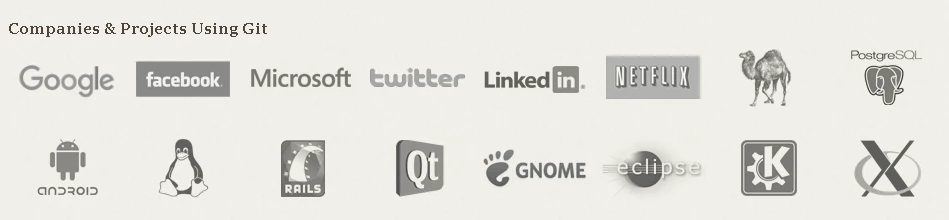 Companies & Projects Using Git
Google facebook Microsoft twitter Linked in NETFLIX PostgreSQL
ANDROID RAILS Qt GNOME eclipse K X